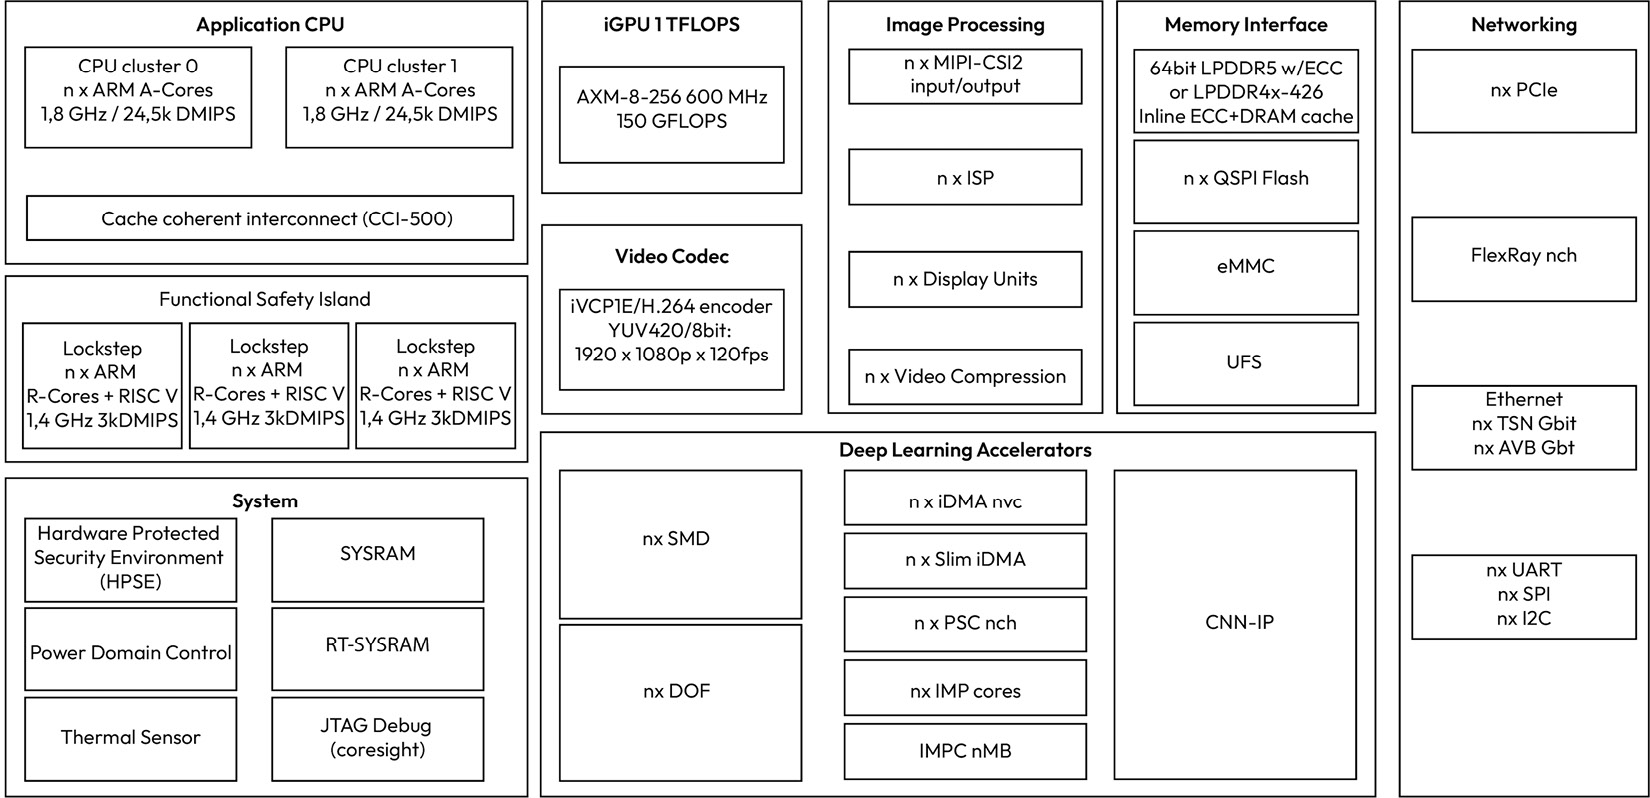 Application CPU
CPU cluster 0
n x ARM A-Cores
1,8 GHz / 24,5k DMIPS
CPU cluster 1
n x ARM A-Cores
1,8 GHz / 24,5k DMIPS
Cache coherent interconnect (CCI-500)
Functional Safety Island
Lockstep
n x ARM
R-Cores + RISC V
1,4 GHz 3kDMIPS
Lockstep
n x ARM
R-Cores + RISC V
1,4 GHz 3kDMIPS
Lockstep
n x ARM
R-Cores + RISC V
1,4 GHz 3kDMIPS
System
Hardware Protected
Security Environment
(HPSE)
SYSRAM
Power Domain Control
RT-SYSRAM
Thermal Sensor
JTAG Debug
(coresight)
iGPU 1 TFLOPS
AXM-8-256 600 MHz
150 GFLOPS
Video Codec
iVCP1E/H.264 encoder
YUV420/8bit:
1920 x 1080p x 120fps
Image Processing
n x MIPI-CSI2
input/output
n x ISP
n x Display Units
n x Video Compression
Memory Interface
64bit LPDDR5 w/ECC
or LPDDR4x-426
Inline ECC+DRAM cache
n x QSPI Flash
eMMC
UFS
Deep Learning Accelerators
nx SMD
nx DOF
n x iDMA nvc
n x Slim iDMA
n x PSC nch
nx IMP cores
IMPC nMB
CNN-IP
Networking
nx PCIe
FlexRay nch
Ethernet
nx TSN Gbit
nx AVB Gbt
nx UART
nx SPI
nx I2C